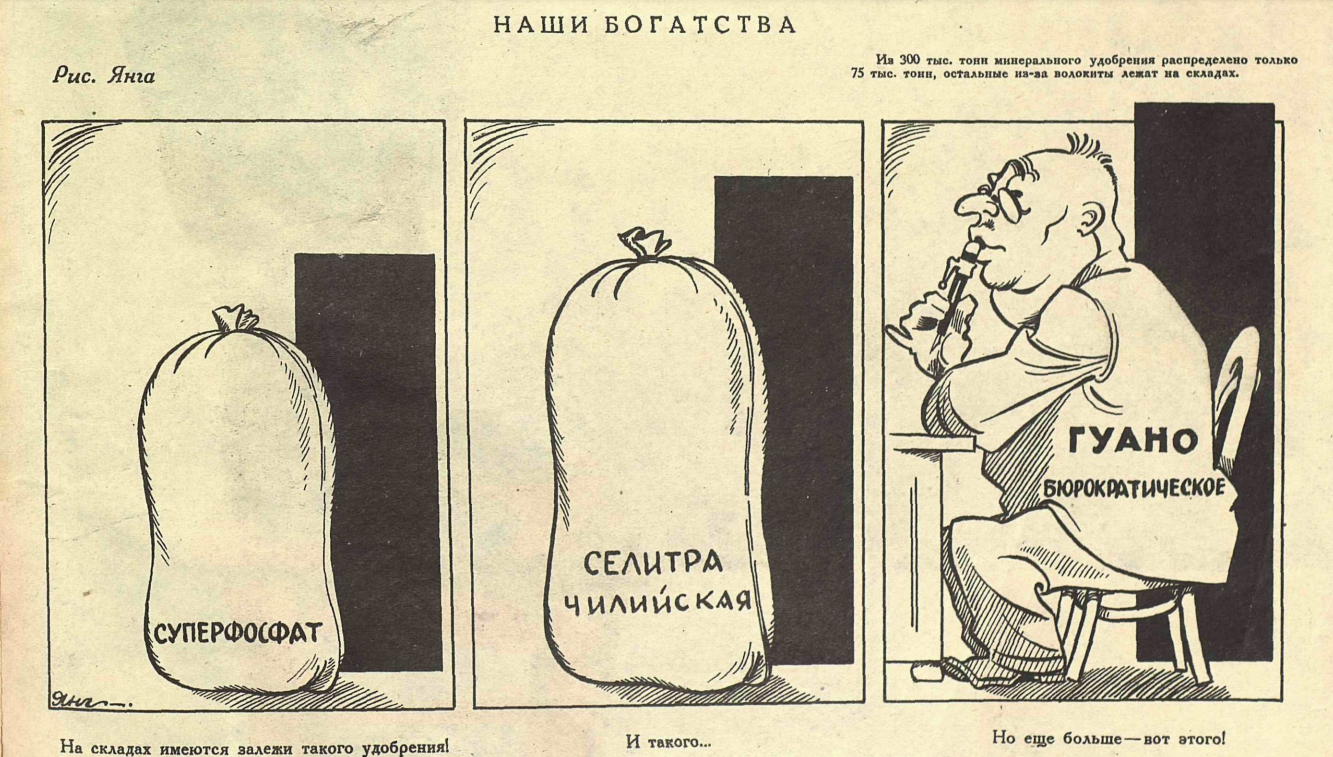 НАШИ БОГАТСТВА
Рис. Янга
Из 300 тыс. тонн минерального удобрения распределено только
75 тыс. тонн, остальные из-за волокиты лежат на складах.
СУПЕРФОСФАТ
Янг
На складах имеются залежи такого удобрения!
СЕЛИТРА
ЧИЛИЙСКАЯ
И такого...
ГУАНО
БЮРОКРАТИЧЕСКОЕ
Но еще больше—вот этого!